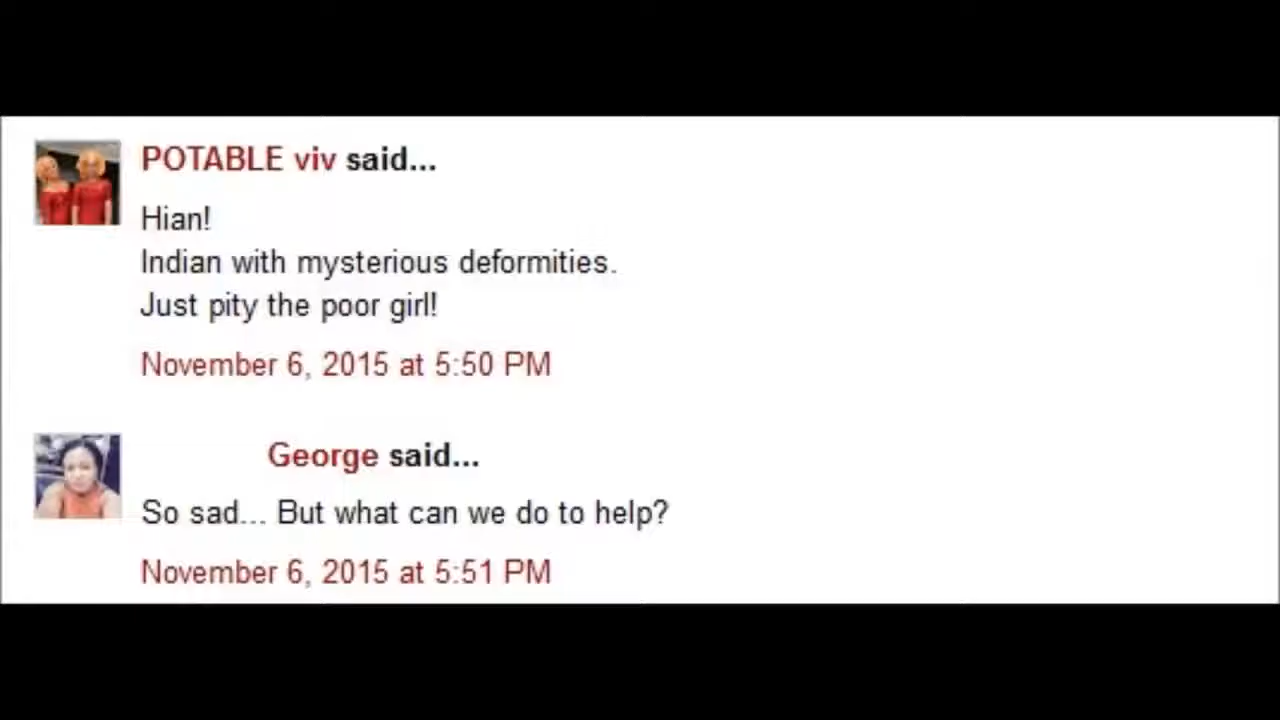 POTABLE viv said...
Hian!
Indian with mysterious deformities.
Just pity the poor girl!
November 6, 2015 at 5:50 PM
George said...
So sad... But what can we do to help?
November 6, 2015 at 5:51 PM